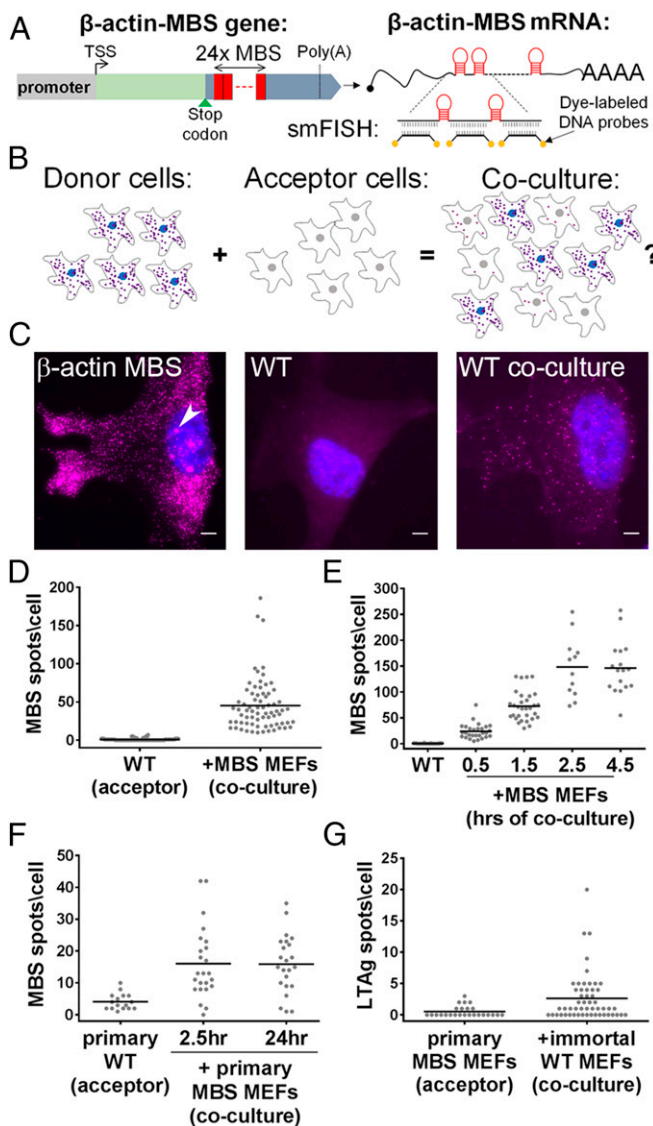 A
β-actin-MBS gene:
β-actin-MBS mRNA:
TSS
24x MBS
Poly(A)
promoter
Stop codon
AAAA
smFISH:
Dye-labeled DNA probes
B
Donor cells:
Acceptor cells:
Co-culture:
+
=
?
C
β-actin MBS
WT
WT co-culture
D
MBS spots\cell
200
150
100
50
0
WT
(acceptor)
+MBS MEFs
(co-culture)
E
MBS spots\cell
300
250
200
150
100
50
0
WT
0.5
1.5
2.5
4.5
+MBS MEFs
(hrs of co-culture)
F
MBS spots\cell
50
40
30
20
10
0
primary
WT
(acceptor)
2.5hr
24hr
+ primary
MBS MEFs
(co-culture)
G
LTAg spots\cell
25
20
15
10
5
0
primary
MBS MEFs
(acceptor)
+immortal
WT MEFs
(co-culture)